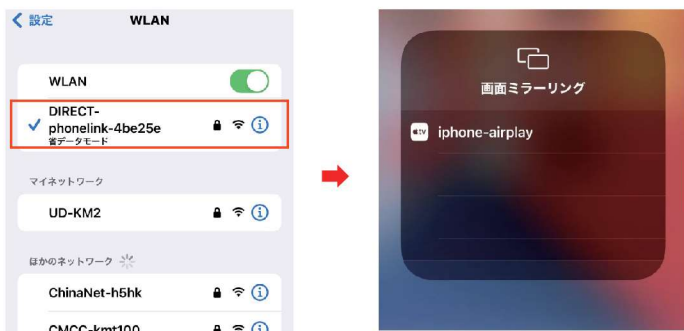 設定
WLAN
WLAN
DIRECT-
phonelink-4be25e
省データモード
マイネットワーク
UD-KM2
ほかのネットワーク
ChinaNet-h5hk
CMCC-kmt100
画面ミラーリング
tv
iphone-airplay